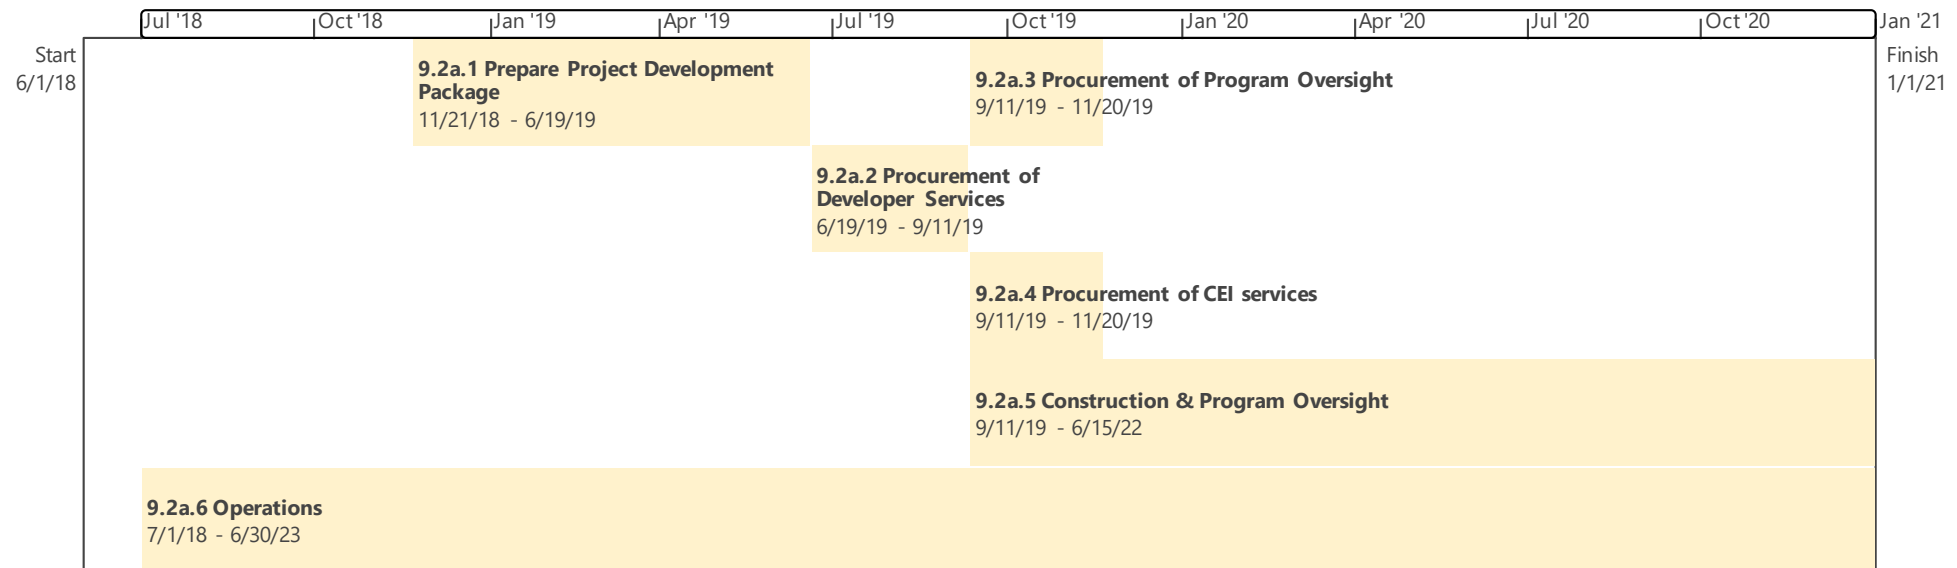 Jul '18
Oct '18
Jan '19
Apr '19
Jul '19
Oct '19
Jan '20
Apr '20
Jul '20
Oct '20
Jan '21
Start
6/1/18
Finish
1/1/21
9.2a.1 Prepare Project Development
Package
11/21/18 - 6/19/19
9.2a.3 Procurement of Program Oversight
9/11/19 - 11/20/19
9.2a.2 Procurement of
Developer Services
6/19/19 - 9/11/19
9.2a.4 Procurement of CEI services
9/11/19 - 11/20/19
9.2a.5 Construction & Program Oversight
9/11/19 - 6/15/22
9.2a.6 Operations
7/1/18 - 6/30/23